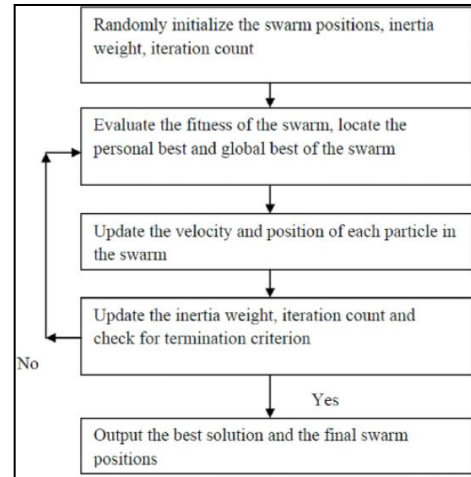 Randomly initialize the swarm positions, inertia
weight, iteration count
Evaluate the fitness of the swarm, locate the
personal best and global best of the swarm
Update the velocity and position of each particle in
the swarm
Update the inertia weight, iteration count and
check for termination criterion
No
Yes
Output the best solution and the final swarm
positions